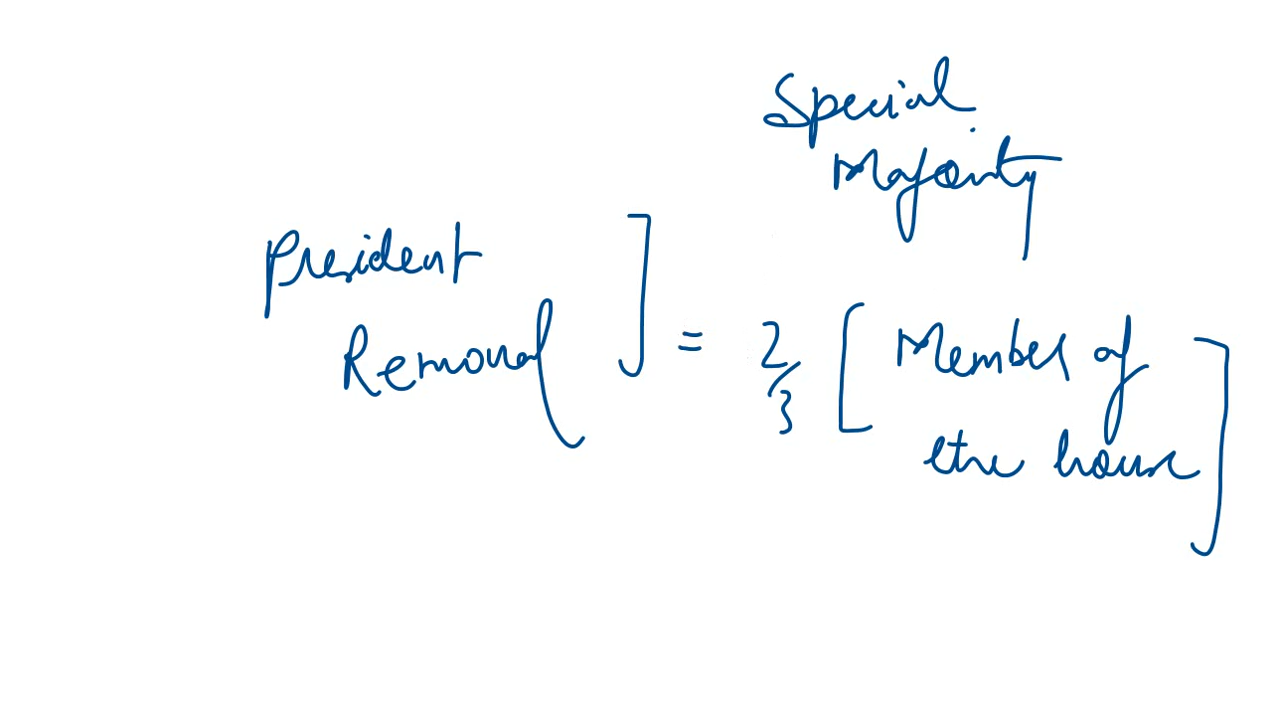 Special
Majority
President
Removal ] = 2/3 [ Member of
the house ]